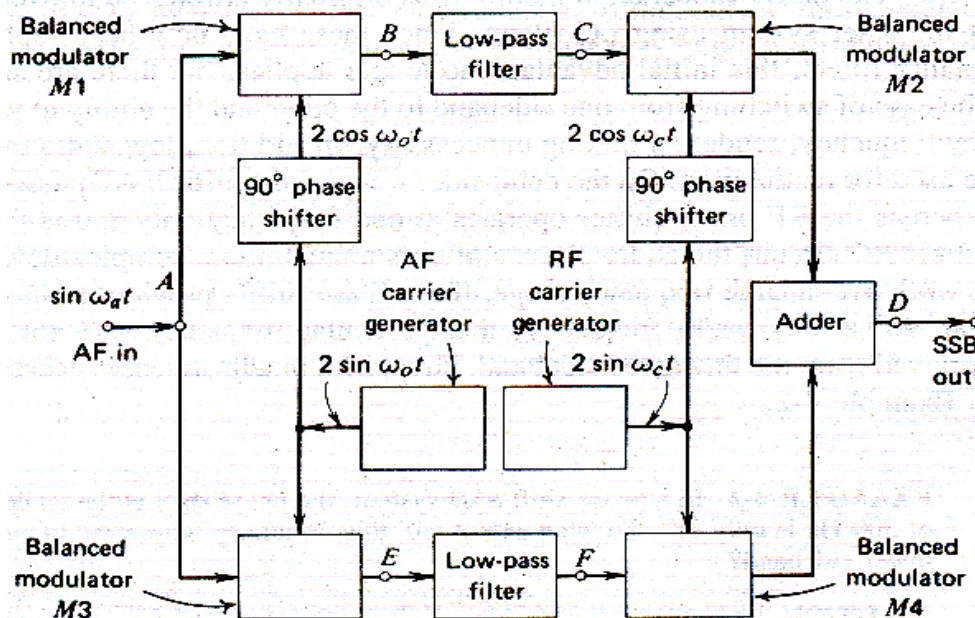 Balanced
modulator
M1
B
Low-pass
filter
C
Balanced
modulator
M2
2 cos ωₒt
2 cos ω꜀t
90° phase
shifter
90° phase
shifter
sin ωₐt
A
AF in
AF
carrier
generator
RF
carrier
generator
2 sin ωₒt
2 sin ω꜀t
Adder
D
SSB
out
Balanced
modulator
M3
E
Low-pass
filter
F
Balanced
modulator
M4